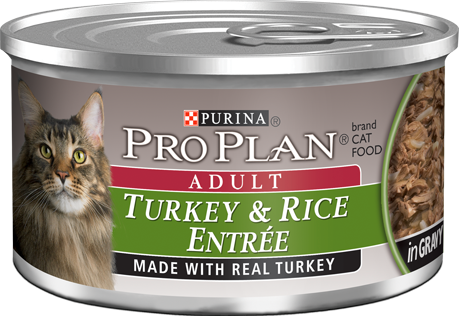 PURINA®
PRO PLAN®
brand
CAT
FOOD
ADULT
TURKEY & RICE
ENTRÉE
MADE WITH REAL TURKEY
in GRAVY